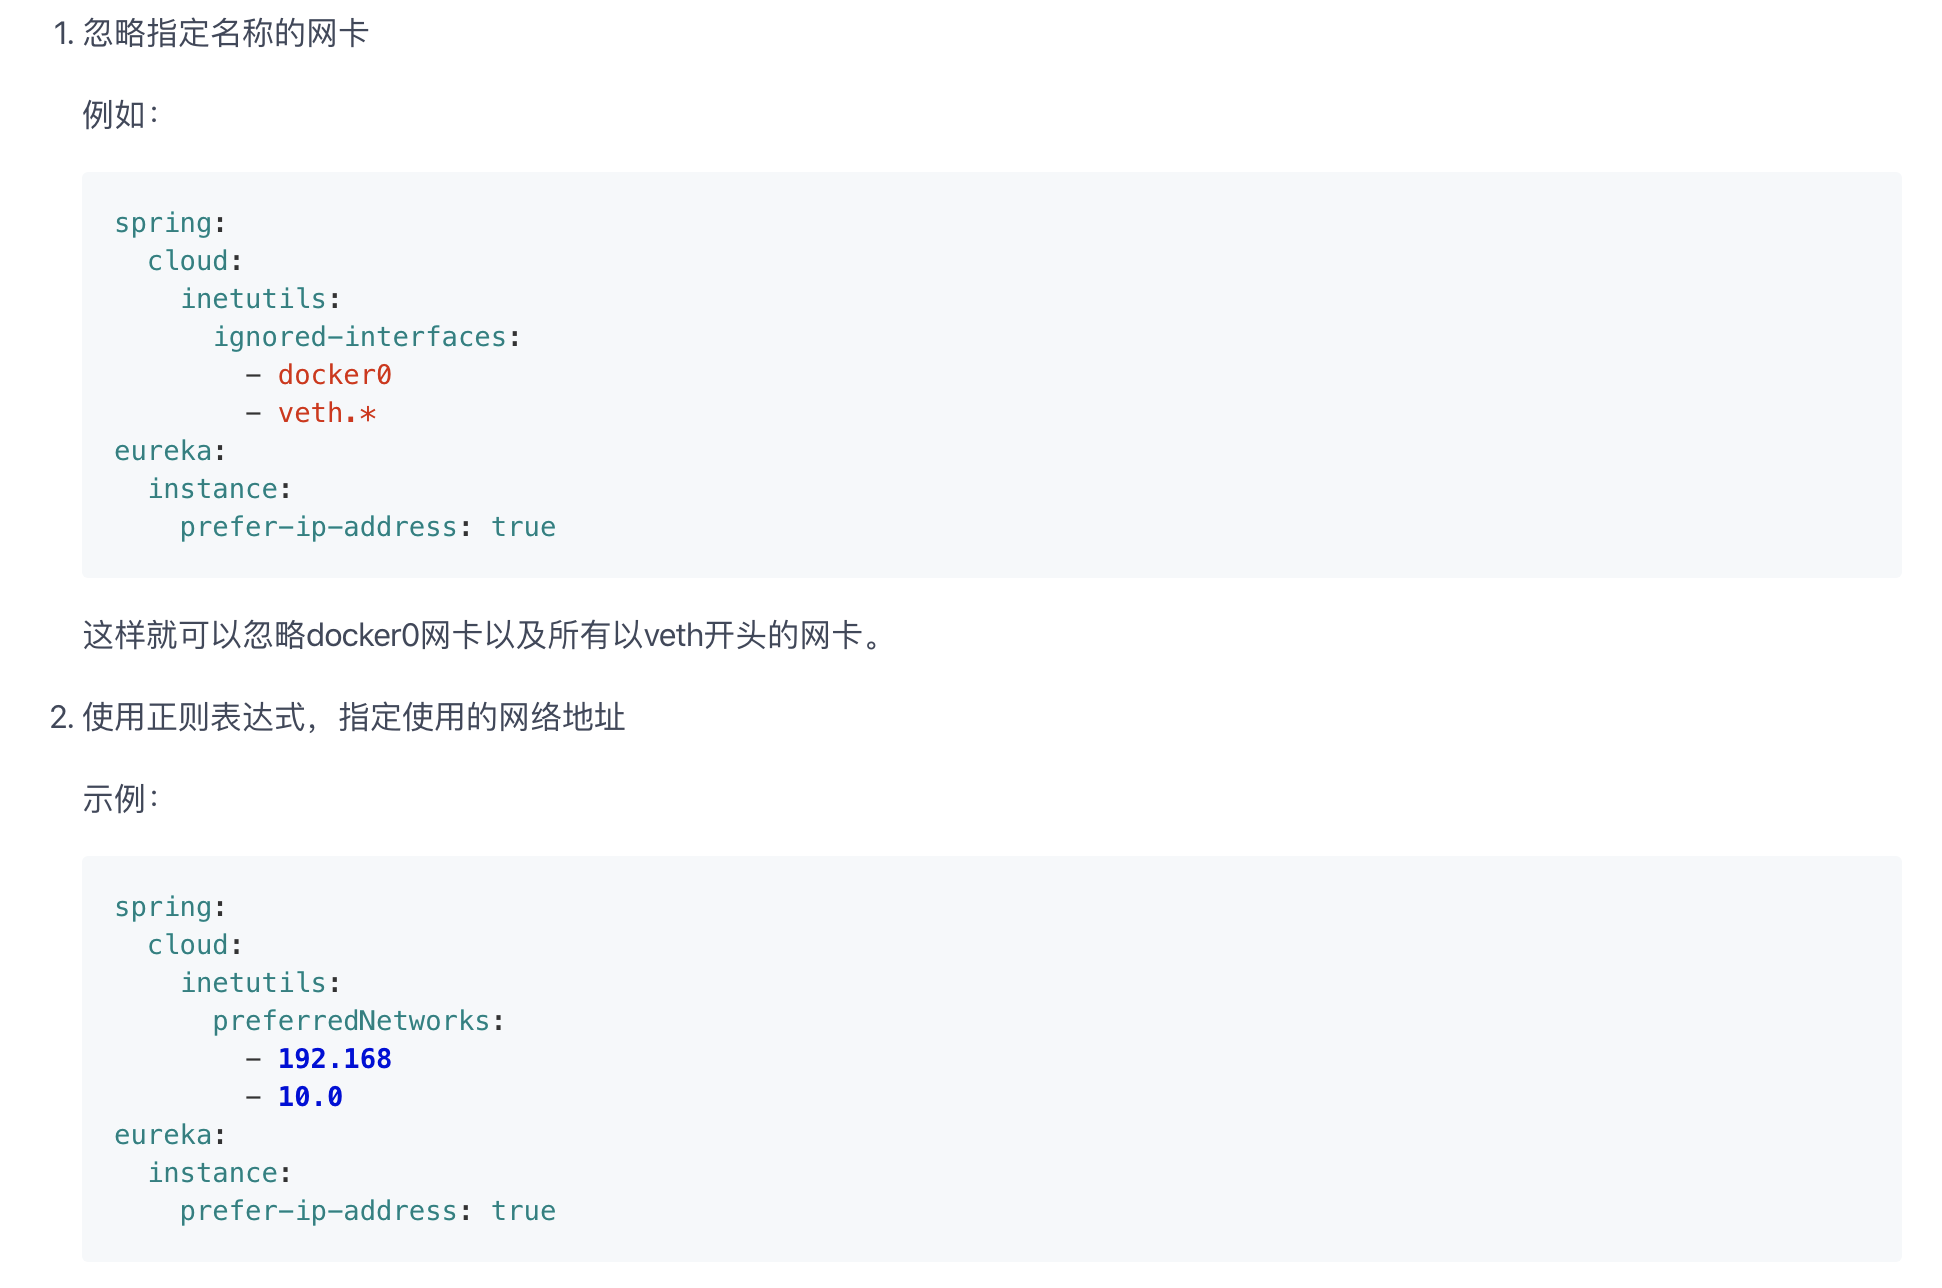 1. 忽略指定名称的网卡
例如：
spring:
  cloud:
    inetutils:
      ignored-interfaces:
        - docker0
        - veth.*
eureka:
  instance:
    prefer-ip-address: true
这样就可以忽略docker0网卡以及所有以veth开头的网卡。
2. 使用正则表达式，指定使用的网络地址
示例：
spring:
  cloud:
    inetutils:
      preferredNetworks:
        - 192.168
        - 10.0
eureka:
  instance:
    prefer-ip-address: true